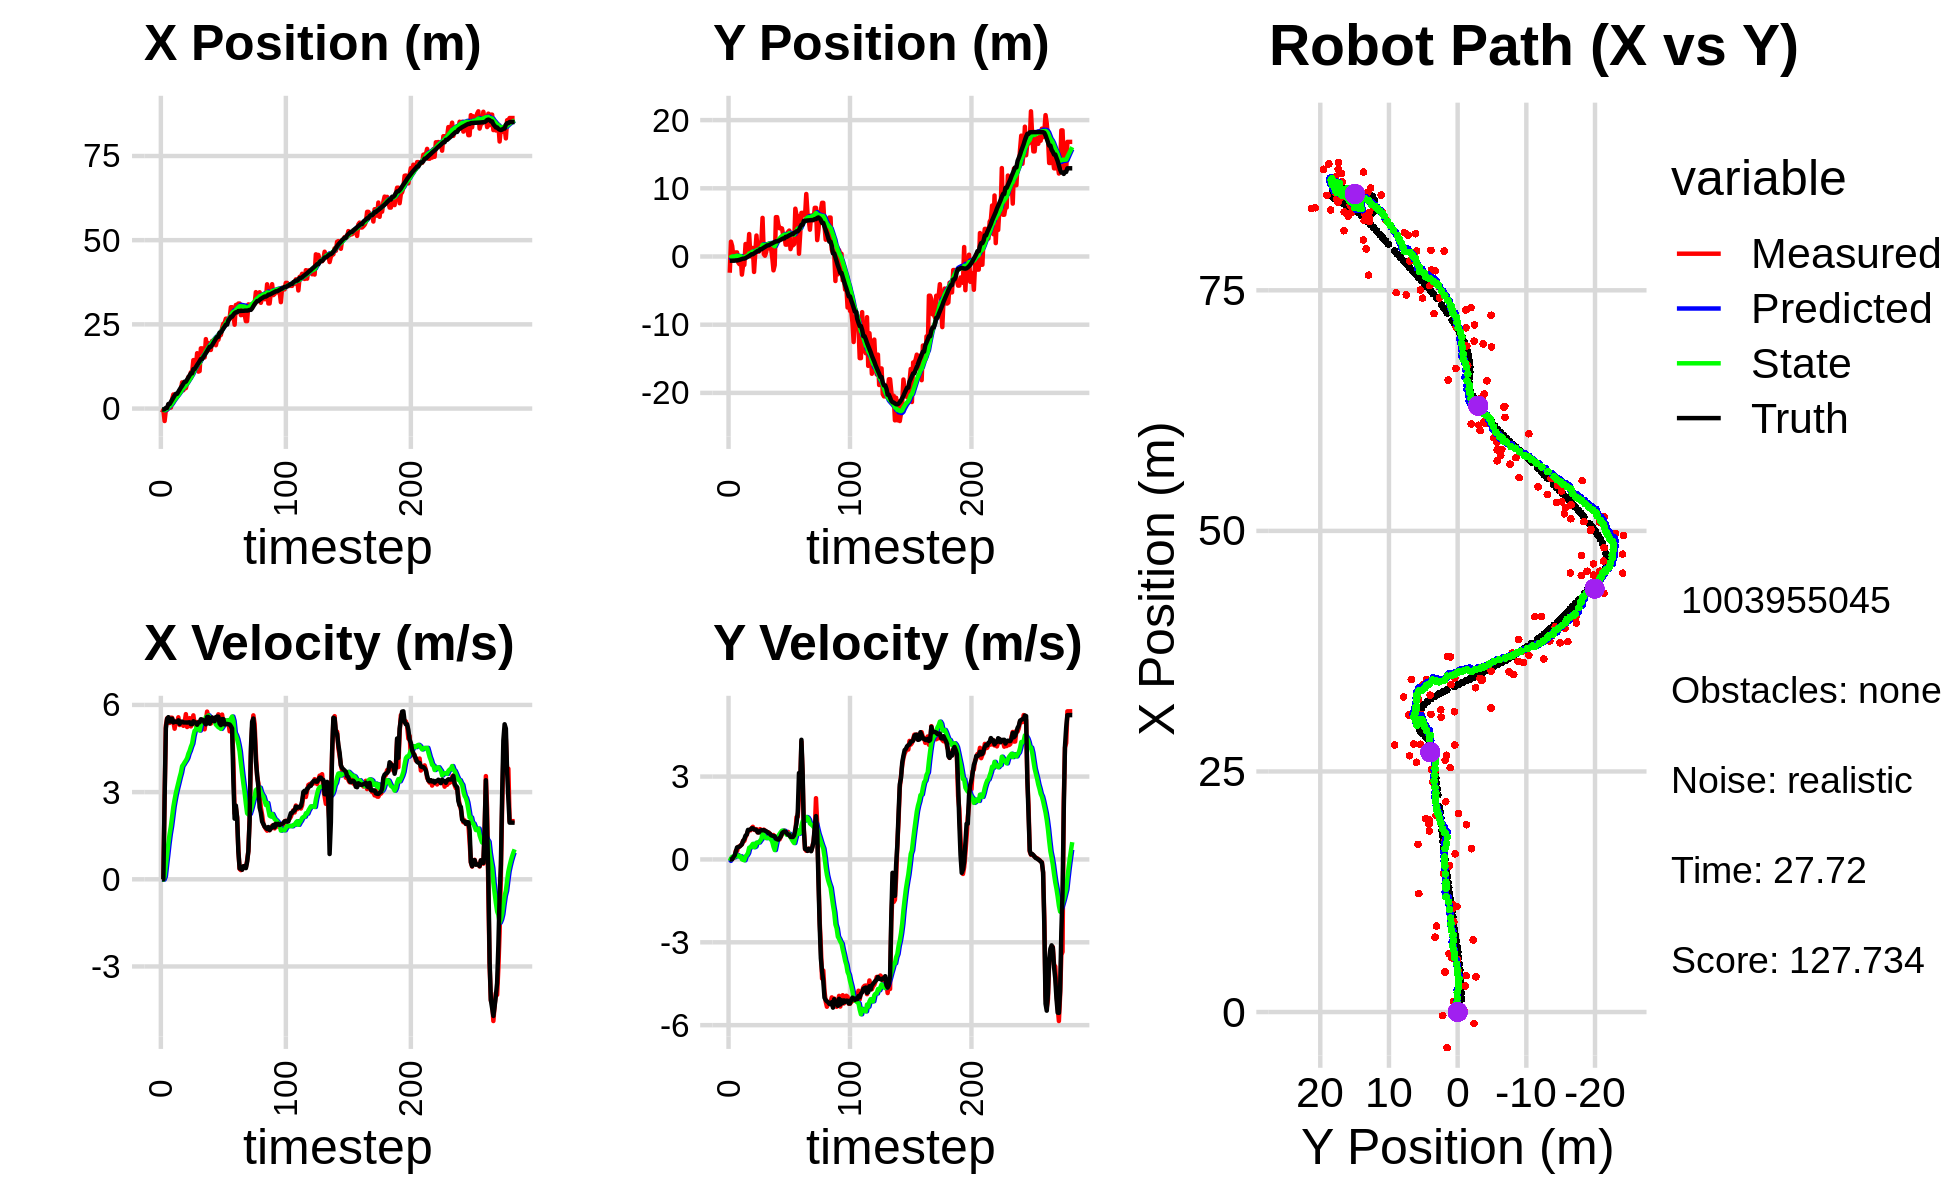 X Position (m)
75
50
25
0
0
100
200
timestep
Y Position (m)
20
10
0
-10
-20
0
100
200
timestep
X Velocity (m/s)
6
3
0
-3
0
100
200
timestep
Y Velocity (m/s)
3
0
-3
-6
0
100
200
timestep
Robot Path (X vs Y)
X Position (m)
75
50
25
0
20 10 0 -10 -20
Y Position (m)
variable
Measured
Predicted
State
Truth
1003955045
Obstacles: none
Noise: realistic
Time: 27.72
Score: 127.734